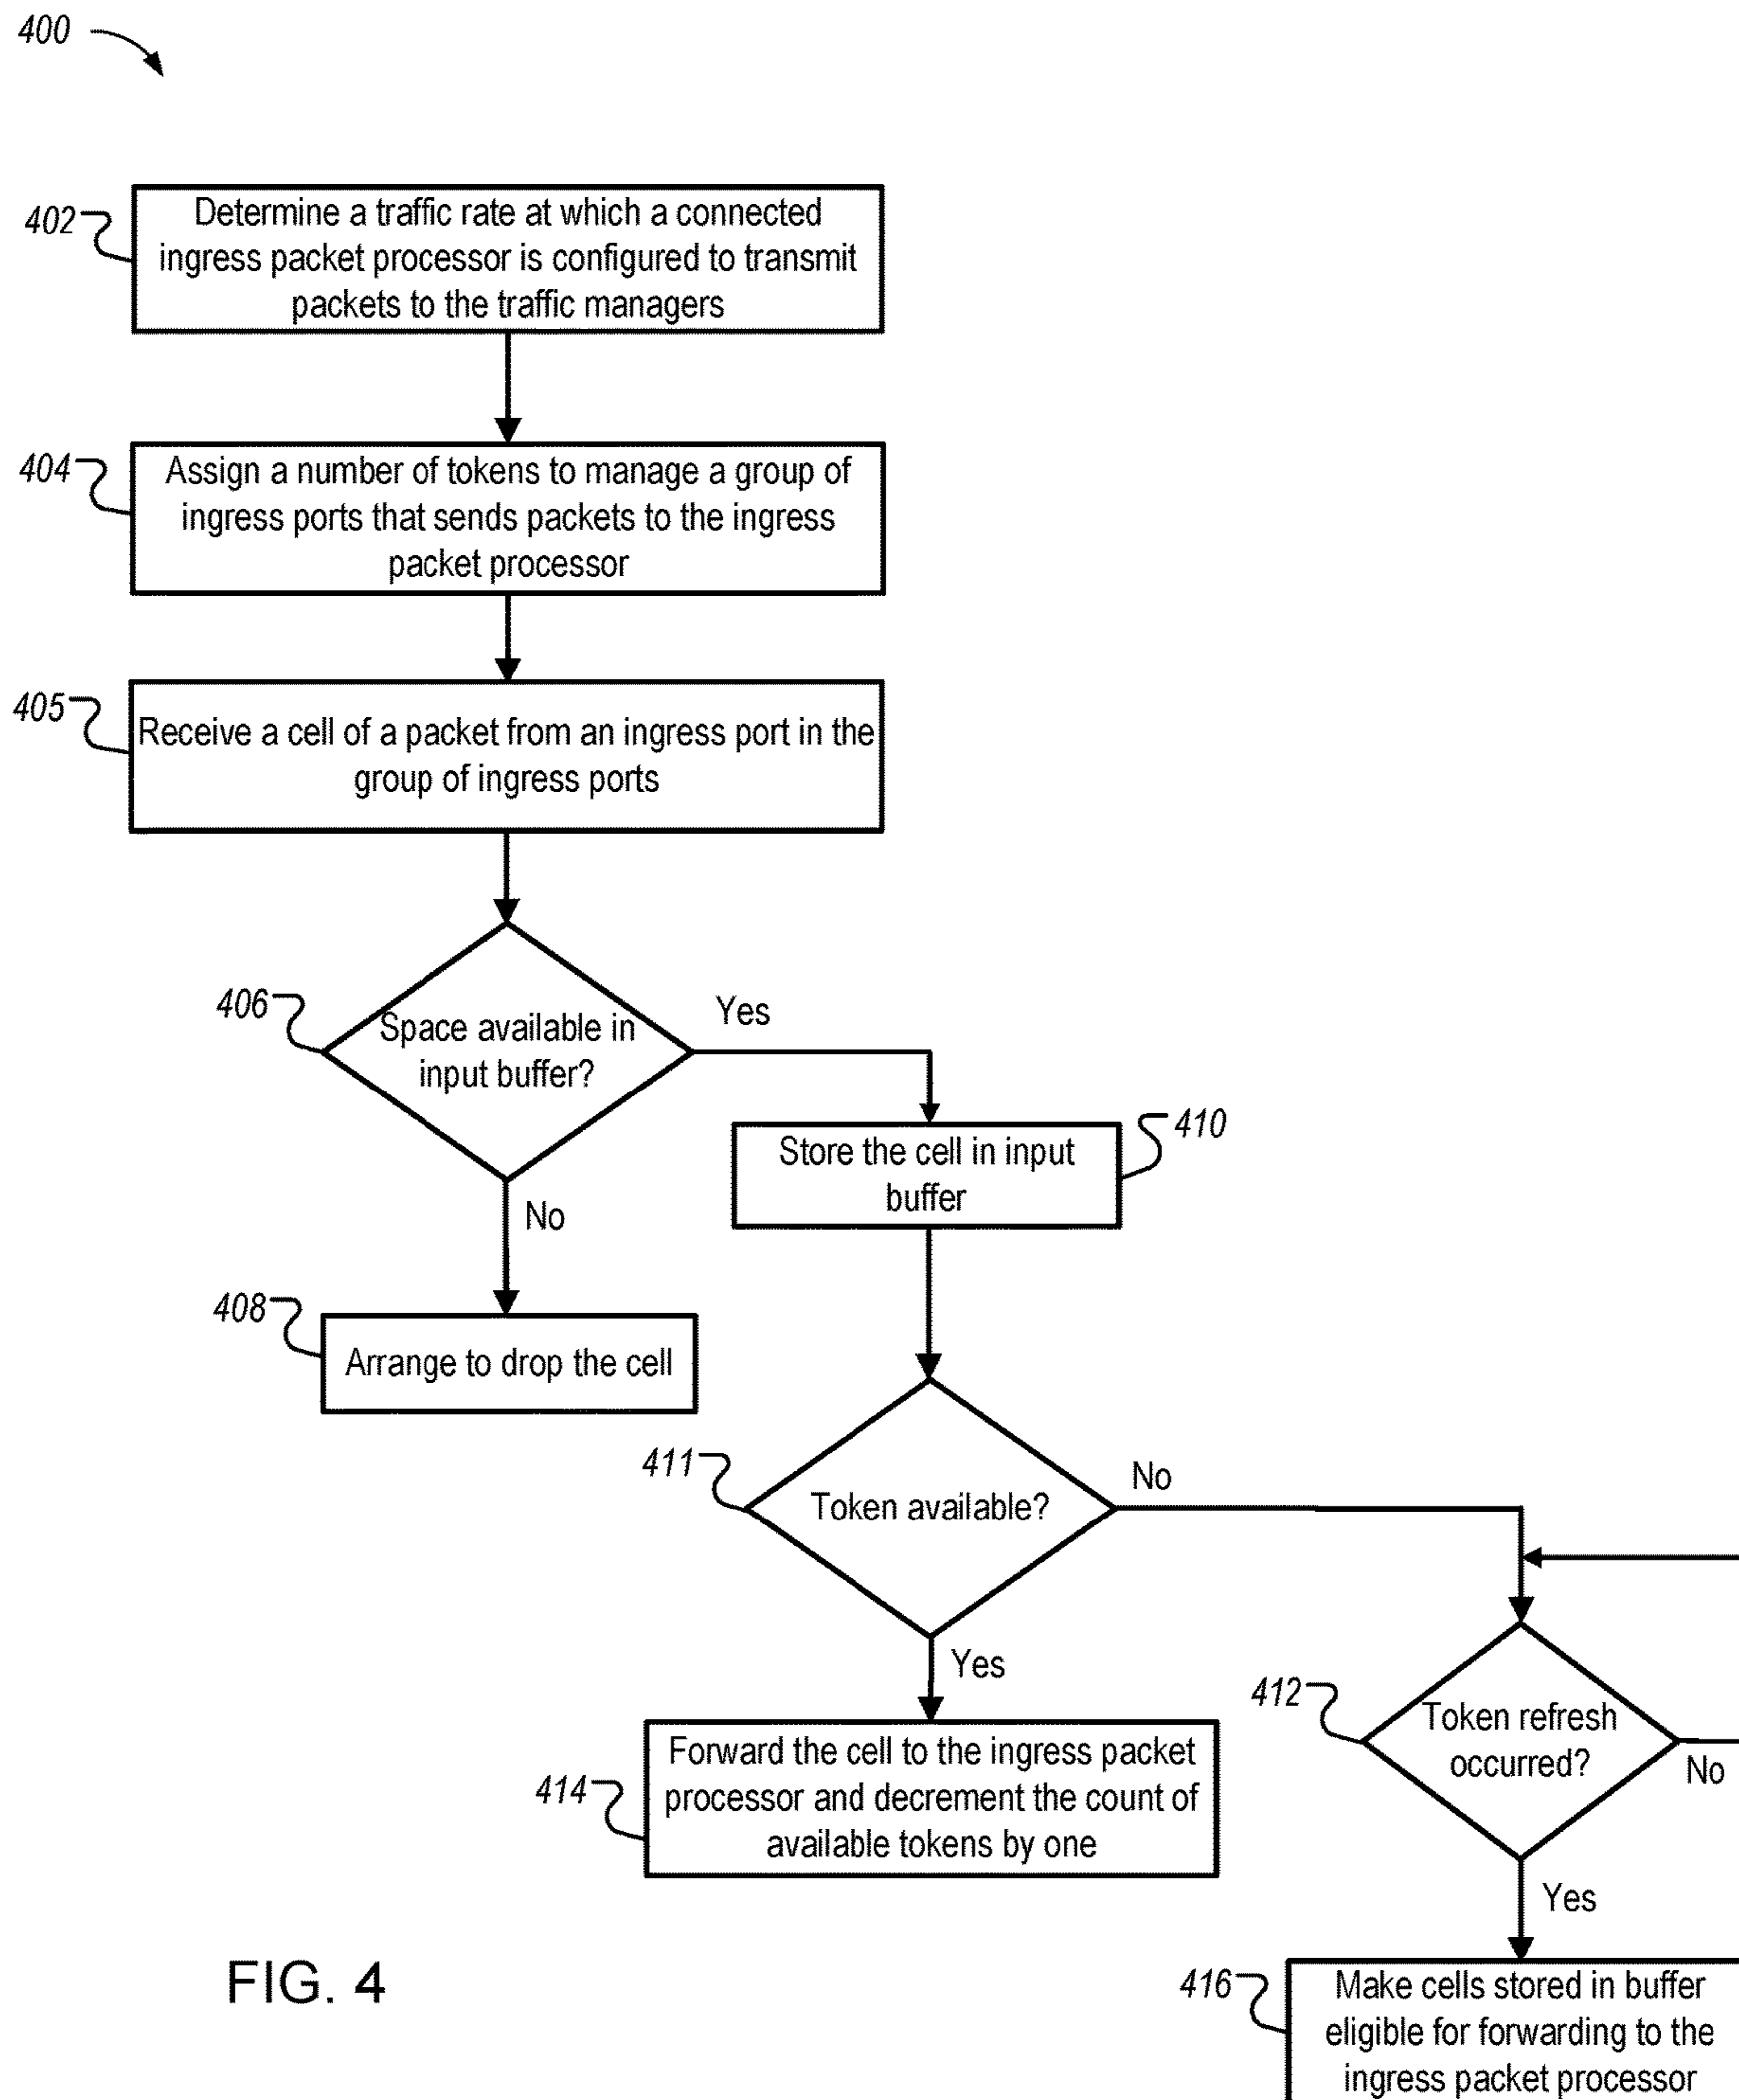 400
402
Determine a traffic rate at which a connected
ingress packet processor is configured to transmit
packets to the traffic managers
404
Assign a number of tokens to manage a group of
ingress ports that sends packets to the ingress
packet processor
405
Receive a cell of a packet from an ingress port in the
group of ingress ports
406
Space available in
input buffer?
Yes
No
410
Store the cell in input
buffer
408
Arrange to drop the cell
411
Token available?
No
Yes
412
Token refresh
occurred?
No
Yes
414
Forward the cell to the ingress packet
processor and decrement the count of
available tokens by one
416
Make cells stored in buffer
eligible for forwarding to the
ingress packet processor
FIG. 4